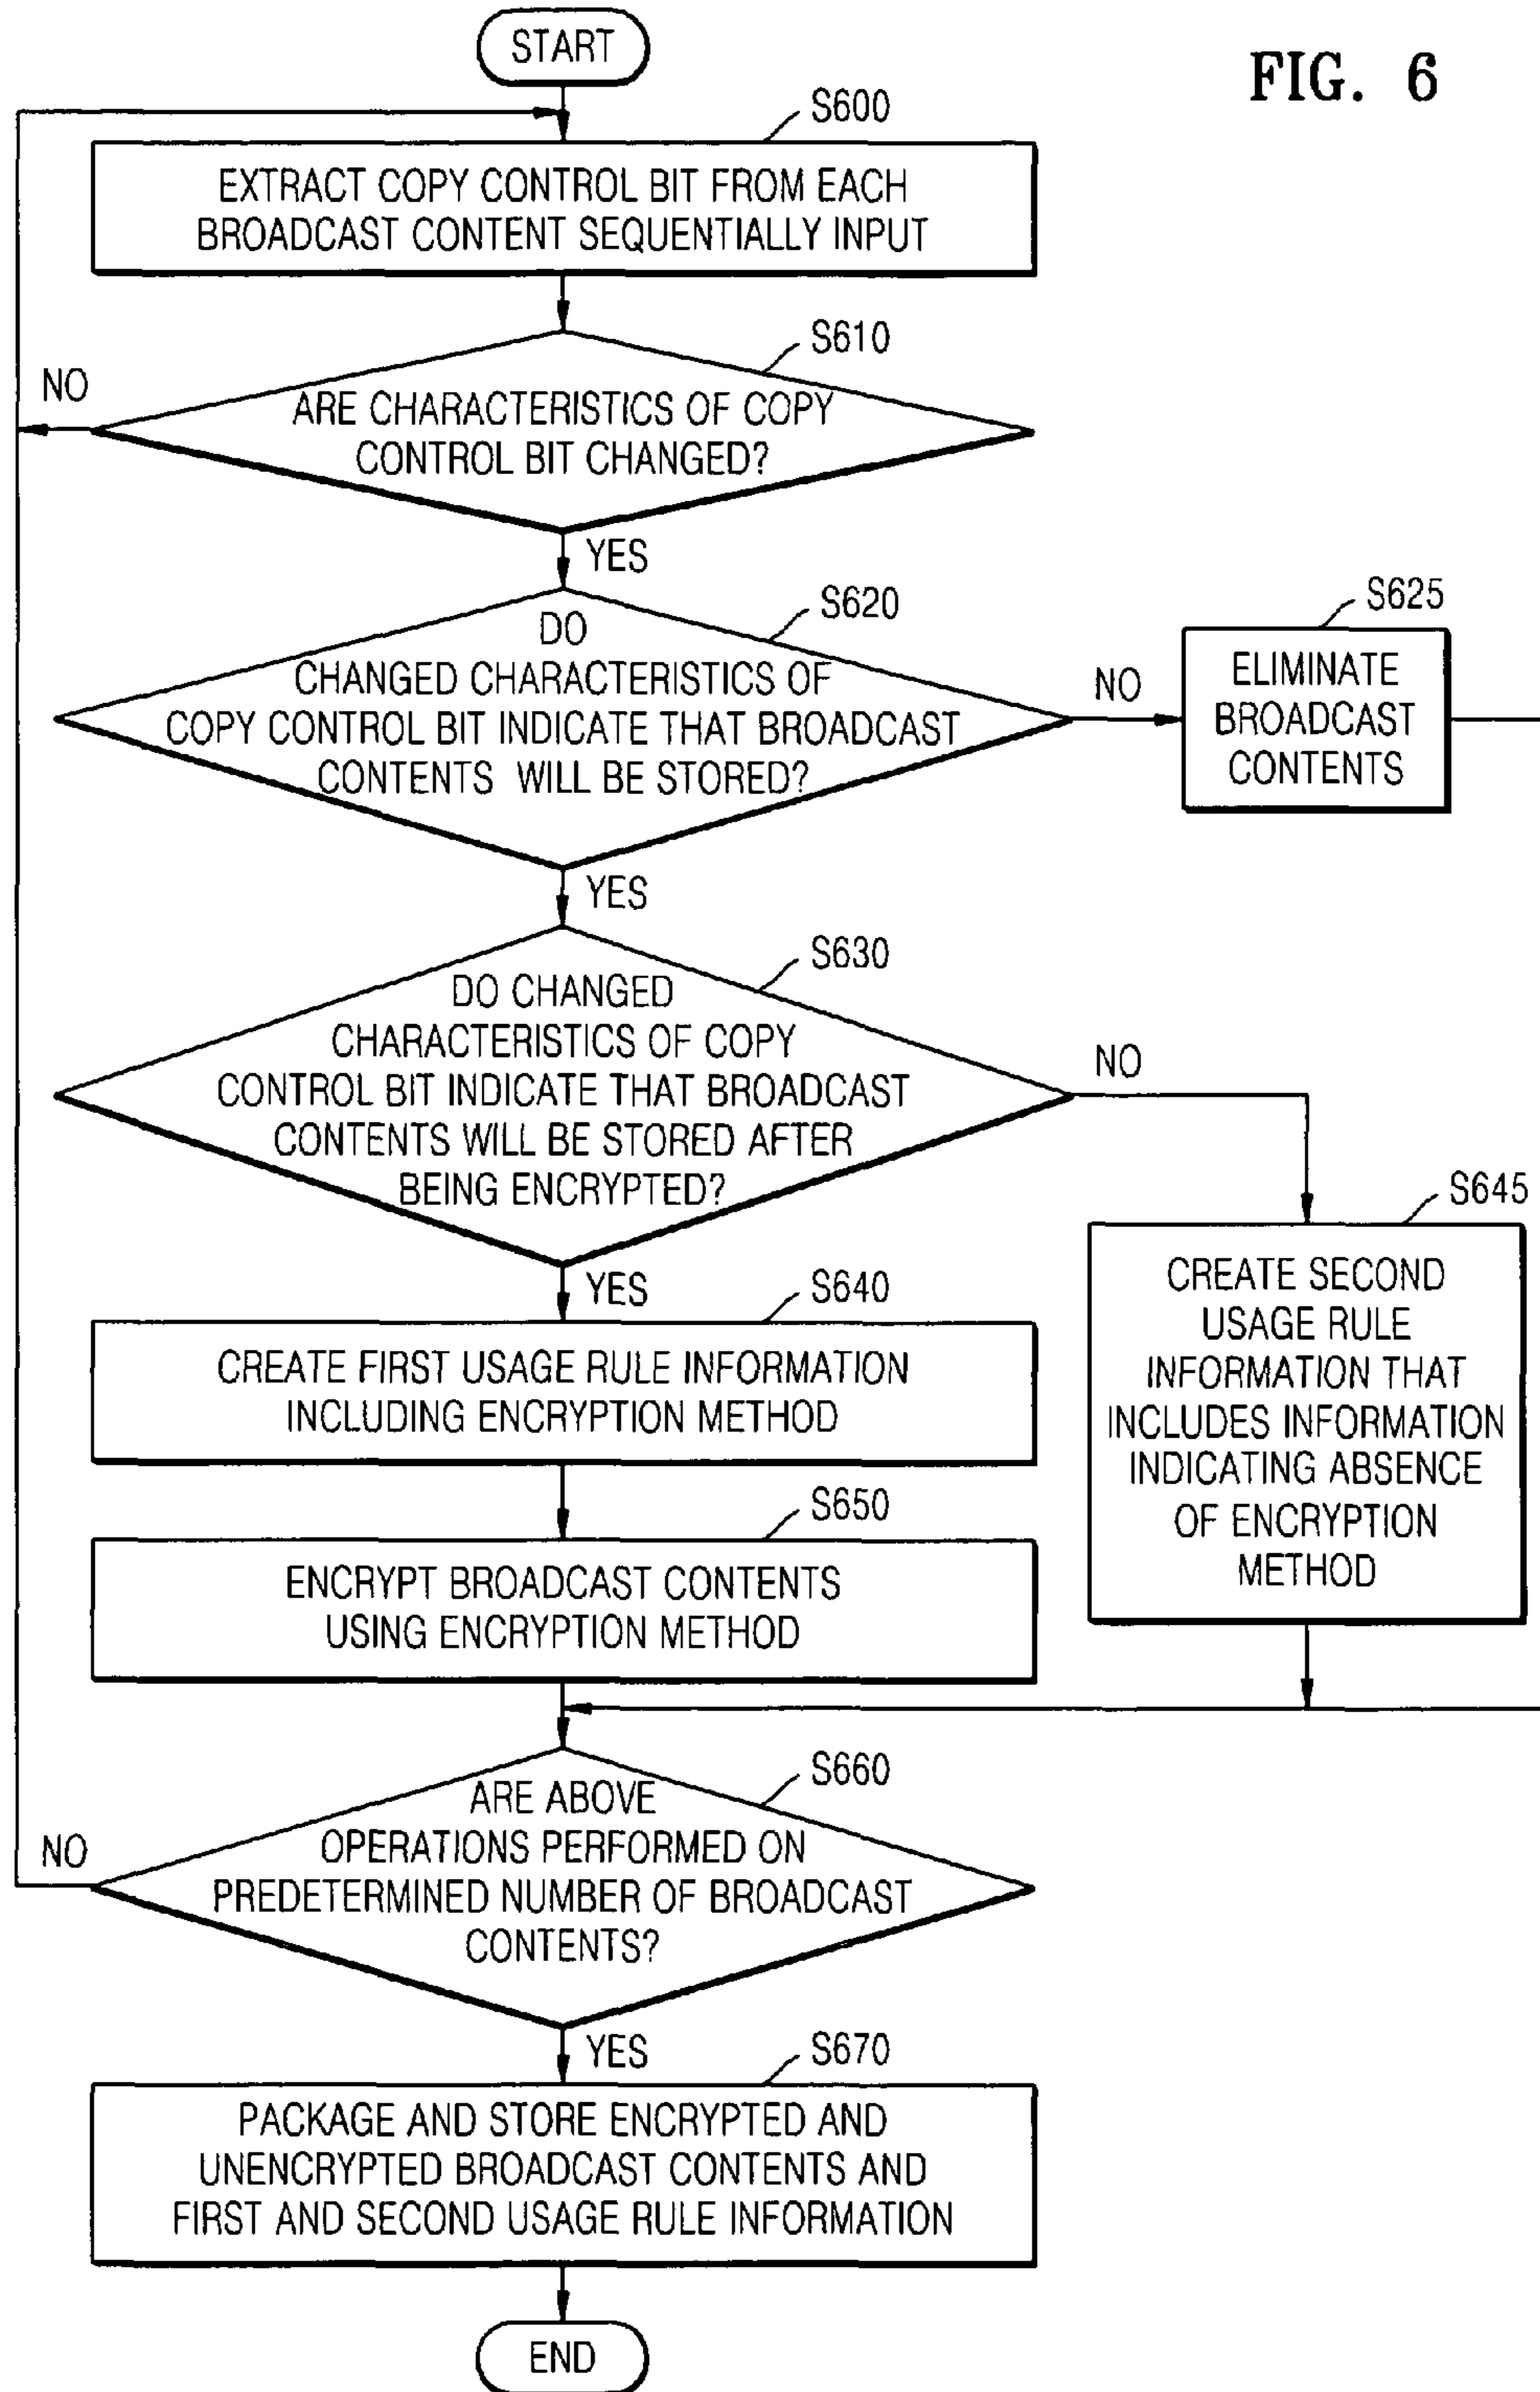 START
FIG. 6
S600
EXTRACT COPY CONTROL BIT FROM EACH
BROADCAST CONTENT SEQUENTIALLY INPUT
S610
NO
ARE CHARACTERISTICS OF COPY
CONTROL BIT CHANGED?
YES
S620
DO
CHANGED CHARACTERISTICS OF
COPY CONTROL BIT INDICATE THAT BROADCAST
CONTENTS WILL BE STORED?
NO
S625
ELIMINATE
BROADCAST
CONTENTS
YES
S630
DO CHANGED
CHARACTERISTICS OF COPY
CONTROL BIT INDICATE THAT BROADCAST
CONTENTS WILL BE STORED AFTER
BEING ENCRYPTED?
NO
S645
CREATE SECOND
USAGE RULE
INFORMATION THAT
INCLUDES INFORMATION
INDICATING ABSENCE
OF ENCRYPTION
METHOD
YES
S640
CREATE FIRST USAGE RULE INFORMATION
INCLUDING ENCRYPTION METHOD
S650
ENCRYPT BROADCAST CONTENTS
USING ENCRYPTION METHOD
S660
NO
ARE ABOVE
OPERATIONS PERFORMED ON
PREDETERMINED NUMBER OF BROADCAST
CONTENTS?
YES
S670
PACKAGE AND STORE ENCRYPTED AND
UNENCRYPTED BROADCAST CONTENTS AND
FIRST AND SECOND USAGE RULE INFORMATION
END